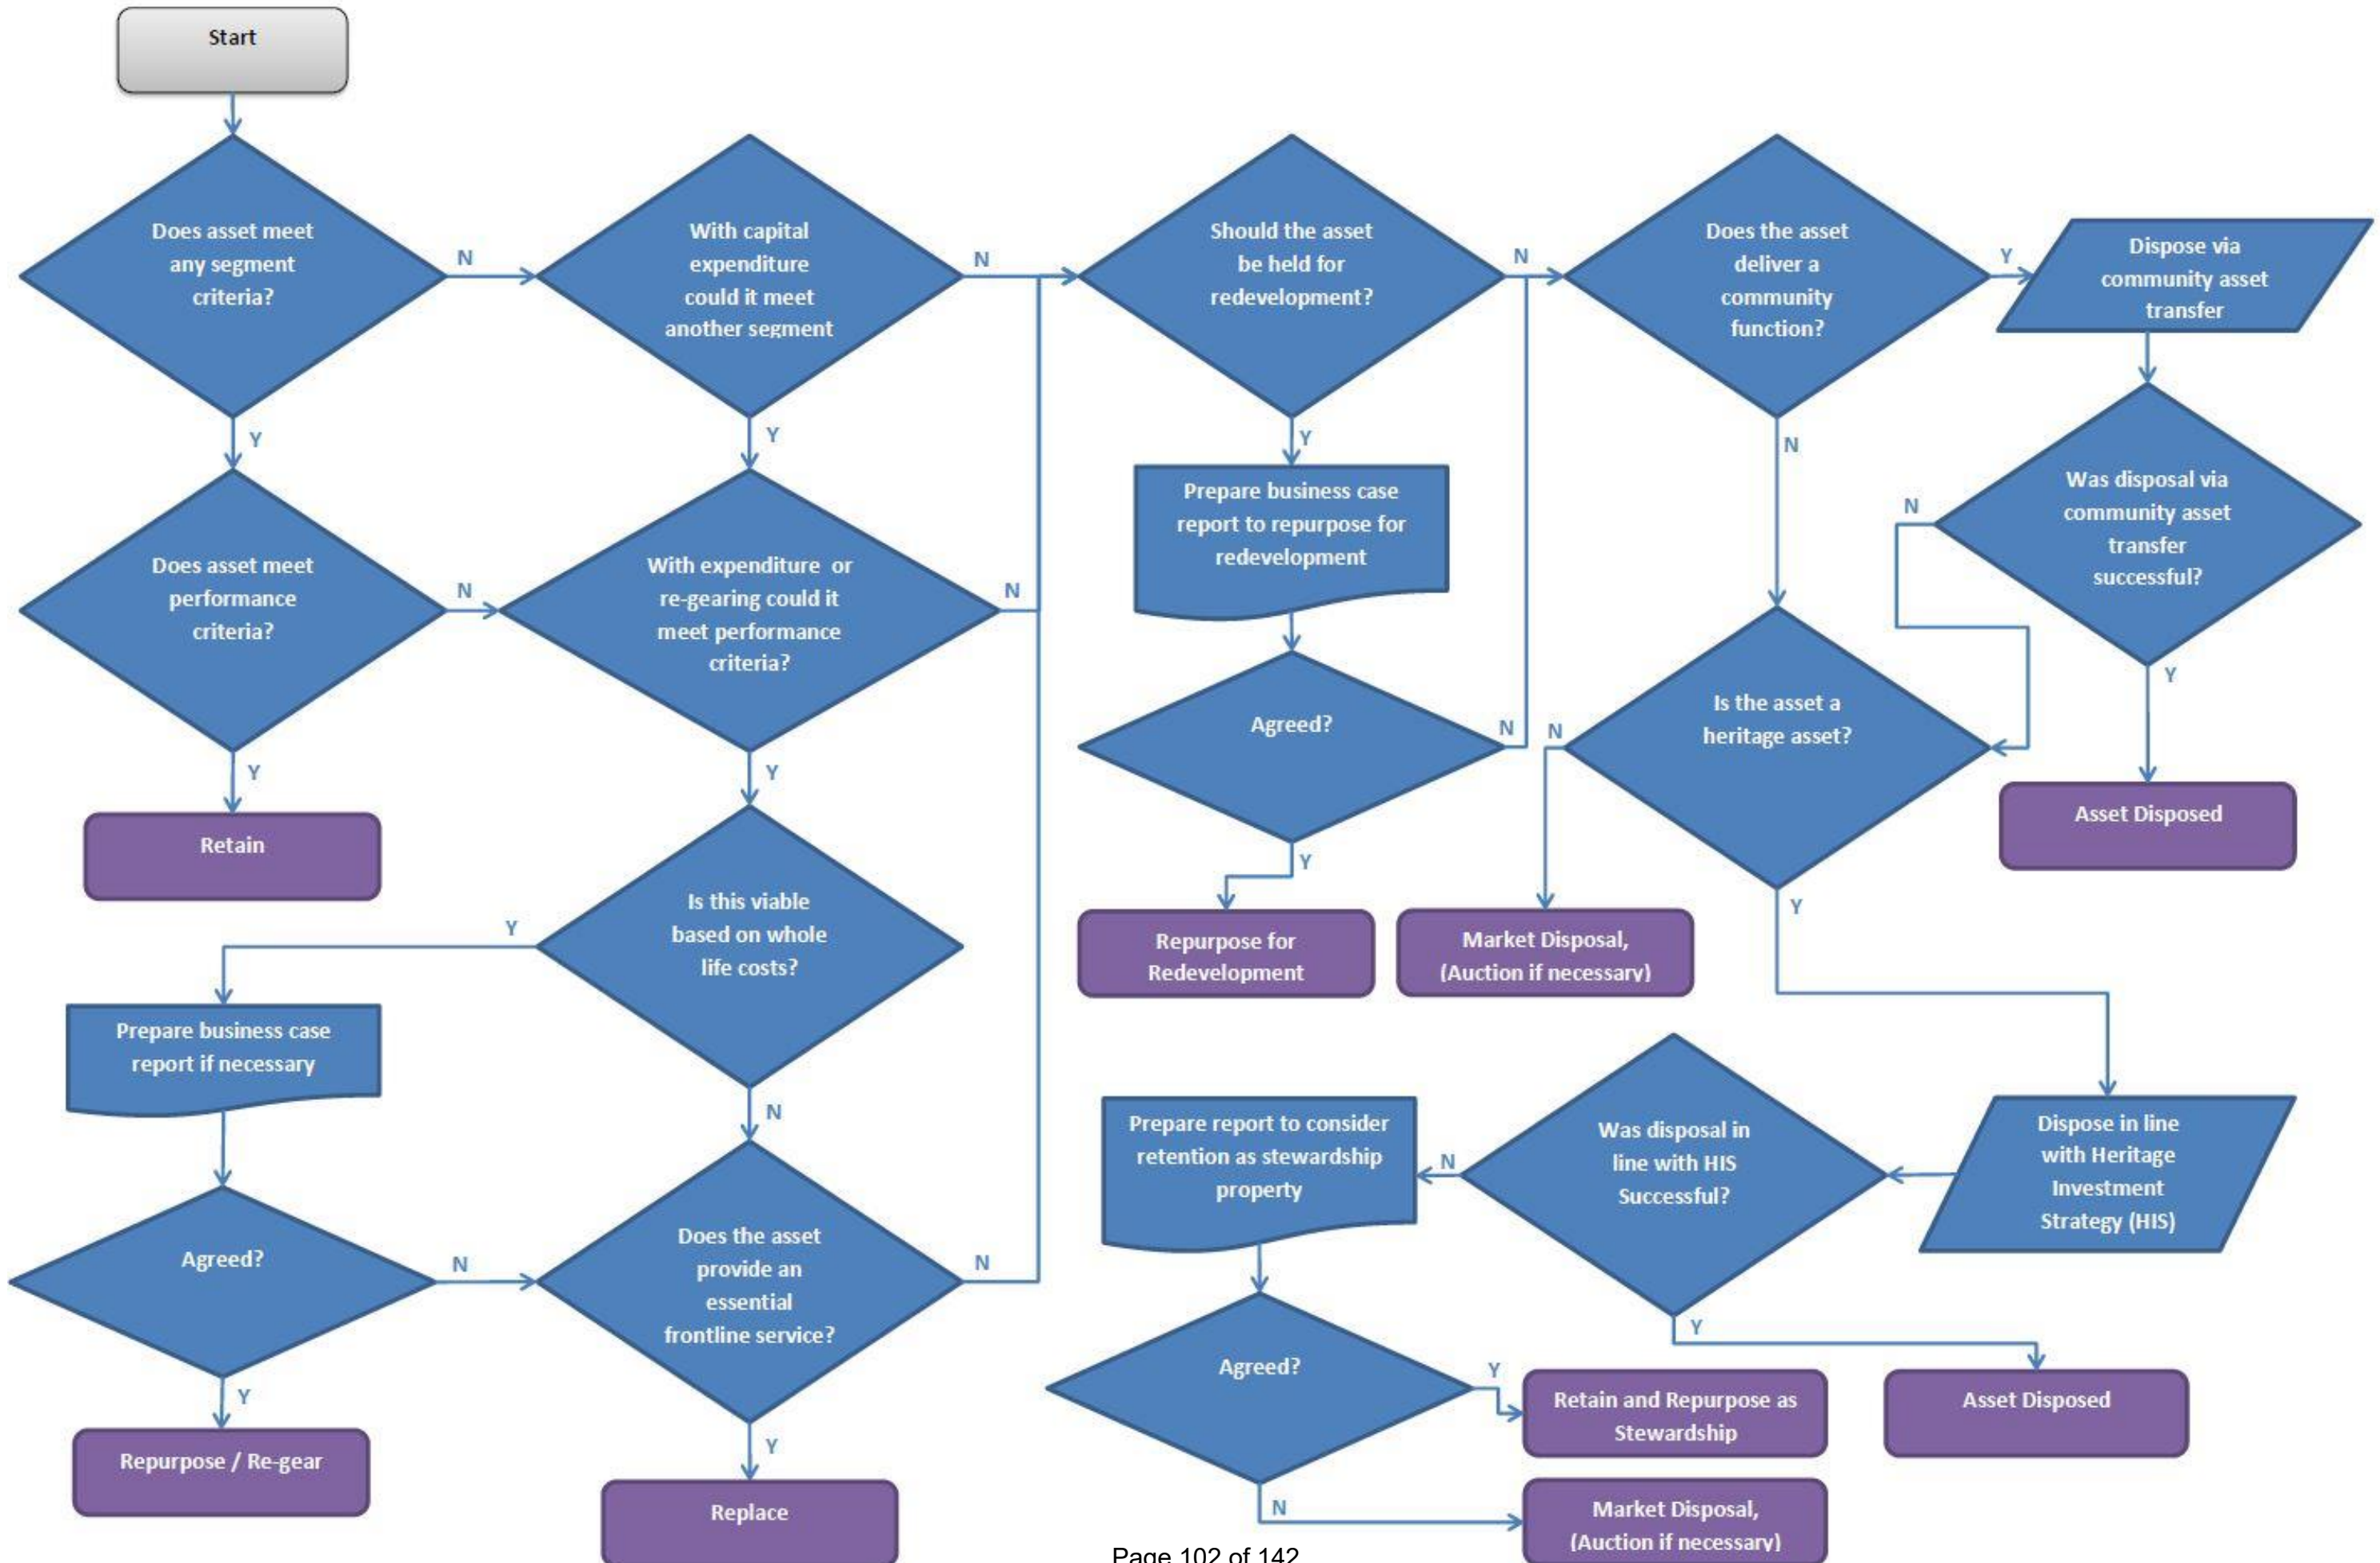 Start
Does asset meet
any segment
criteria?
N
Y
With capital
expenditure
could it meet
another segment
N
Y
Should the asset
be held for
redevelopment?
N
Y
Does the asset
deliver a
community
function?
Y
N
Dispose via
community asset
transfer
Was disposal via
community asset
transfer
successful?
N
Y
Asset Disposed
Does asset meet
performance
criteria?
N
Y
Retain
With expenditure or
re-gearing could it
meet performance
criteria?
N
Y
Prepare business case
report to repurpose for
redevelopment
Agreed?
N
Y
Repurpose for
Redevelopment
Is the asset a
heritage asset?
N
Y
Market Disposal,
(Auction if necessary)
Is this viable
based on whole
life costs?
Y
N
Prepare business case
report if necessary
Agreed?
N
Y
Repurpose / Re-gear
Does the asset
provide an
essential
frontline service?
N
Y
Replace
Dispose in line
with Heritage
Investment
Strategy (HIS)
Was disposal in
line with HIS
Successful?
N
Y
Asset Disposed
Prepare report to consider
retention as stewardship
property
Agreed?
Y
N
Retain and Repurpose as
Stewardship
Market Disposal,
(Auction if necessary)
Page 102 of 142